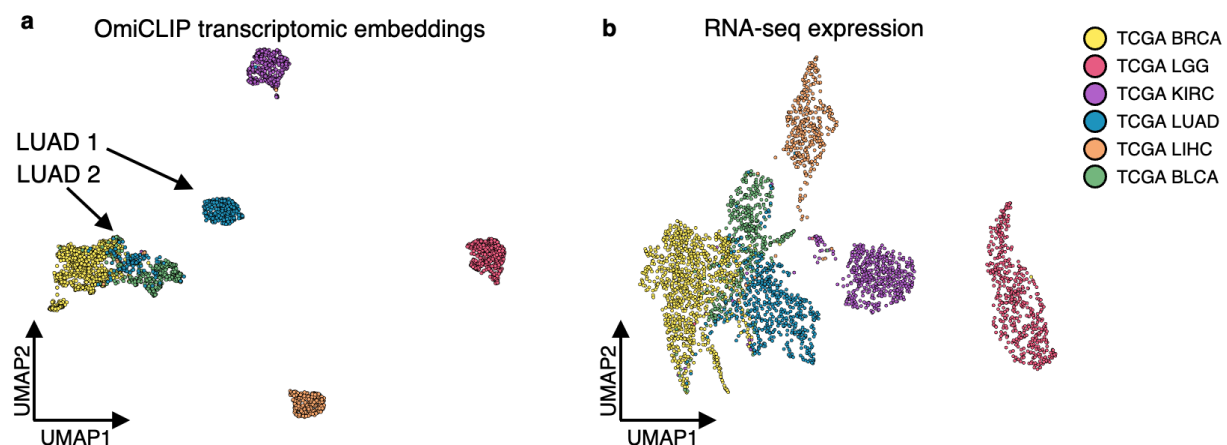 a
OmiCLIP transcriptomic embeddings
LUAD 1
LUAD 2
UMAP2
UMAP1
b
RNA-seq expression
UMAP2
UMAP1
TCGA BRCA
TCGA LGG
TCGA KIRC
TCGA LUAD
TCGA LIHC
TCGA BLCA